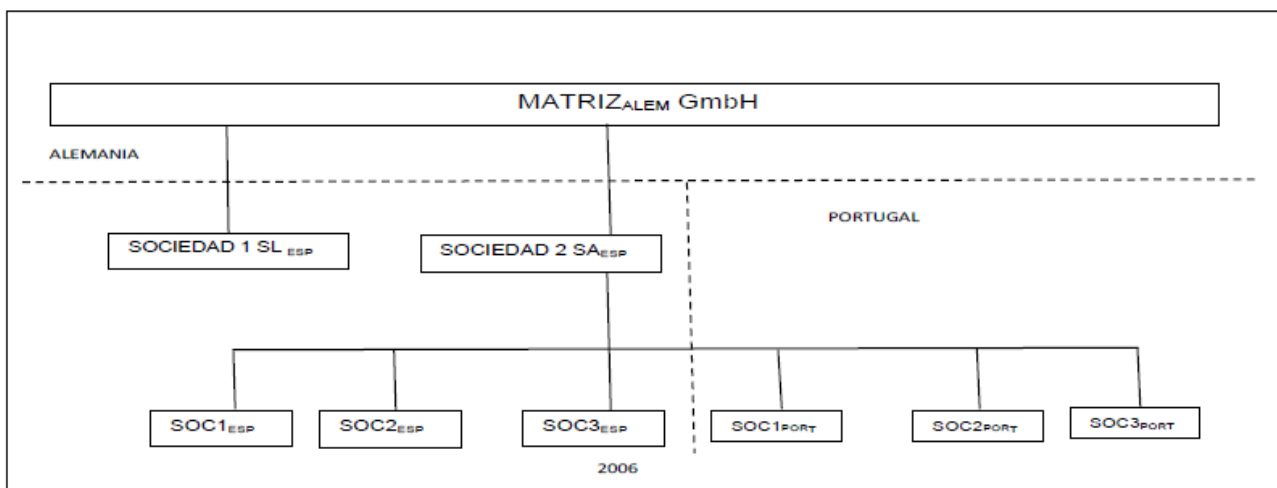 MATRIZALEM GmbH
ALEMANIA
PORTUGAL
SOCIEDAD 1 SL ESP
SOCIEDAD 2 SAESP
SOC1ESP
SOC2ESP
SOC3ESP
SOC1PORT
SOC2PORT
SOC3PORT
2006